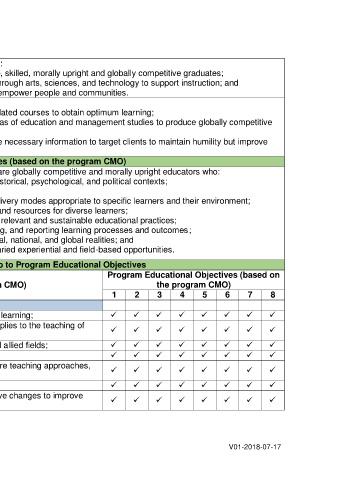 :
, skilled, morally upright and globally competitive graduates;
hrough arts, sciences, and technology to support instruction; and
empower people and communities.
lated courses to obtain optimum learning;
as of education and management studies to produce globally competitive
e necessary information to target clients to maintain humility but improve
es (based on the program CMO)
are globally competitive and morally upright educators who:
storical, psychological, and political contexts;
livery modes appropriate to specific learners and their environment;
and resources for diverse learners;
relevant and sustainable educational practices;
ng, and reporting learning processes and outcomes;
al, national, and global realities; and
aried experiential and field-based opportunities.
p to Program Educational Objectives
Program Educational Objectives (based on
m CMO) the program CMO)
1 2 3 4 5 6 7 8
learning; ✓ ✓ ✓ ✓ ✓ ✓ ✓ ✓
plies to the teaching of ✓ ✓ ✓ ✓ ✓ ✓ ✓ ✓
l allied fields; ✓ ✓ ✓ ✓ ✓ ✓ ✓ ✓
✓ ✓ ✓ ✓ ✓ ✓ ✓ ✓
re teaching approaches, ✓ ✓ ✓ ✓ ✓ ✓ ✓ ✓
✓ ✓ ✓ ✓ ✓ ✓ ✓ ✓
ve changes to improve ✓ ✓ ✓ ✓ ✓ ✓ ✓ ✓
V01-2018-07-17